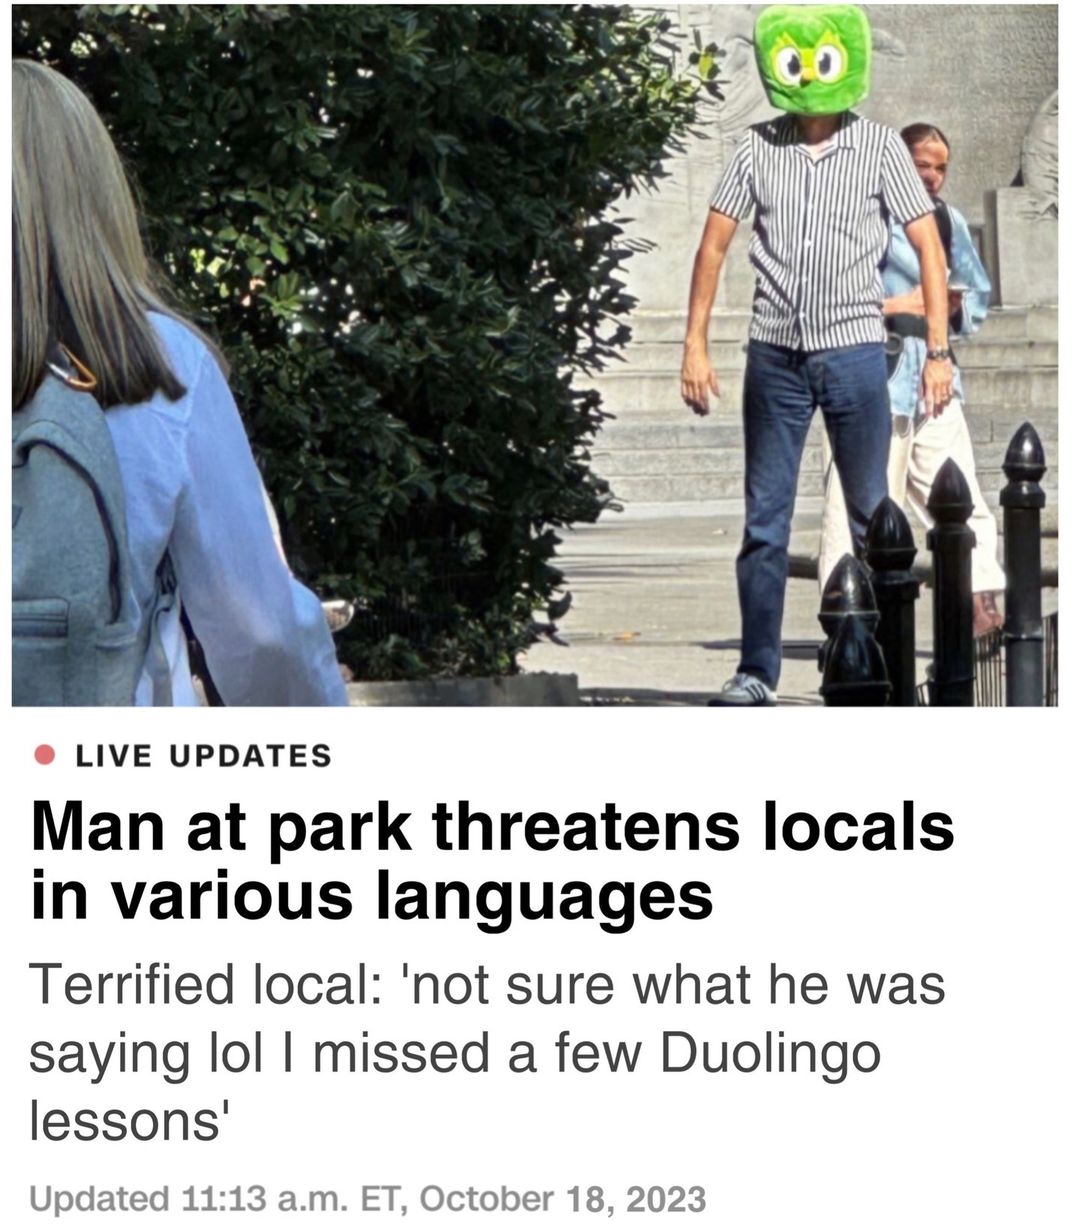 LIVE UPDATES
Man at park threatens locals
in various languages
Terrified local: 'not sure what he was
saying lol I missed a few Duolingo
lessons'
Updated 11:13 a.m. ET, October 18, 2023